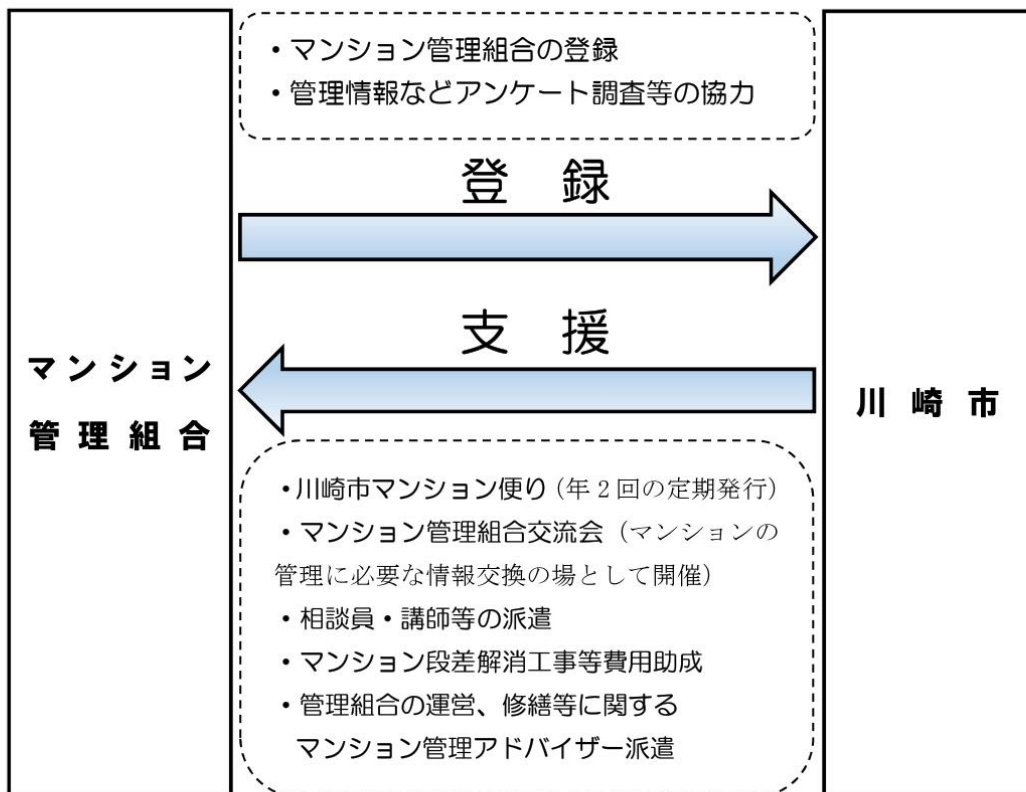 ・マンション管理組合の登録
・管理情報などアンケート調査等の協力
登 録
支 援
マンション
管理組合
川崎市
・川崎市マンション便り（年２回の定期発行）
・マンション管理組合交流会（マンションの
管理に必要な情報交換の場として開催）
・相談員・講師等の派遣
・マンション段差解消工事等費用助成
・管理組合の運営、修繕等に関する
マンション管理アドバイザー派遣